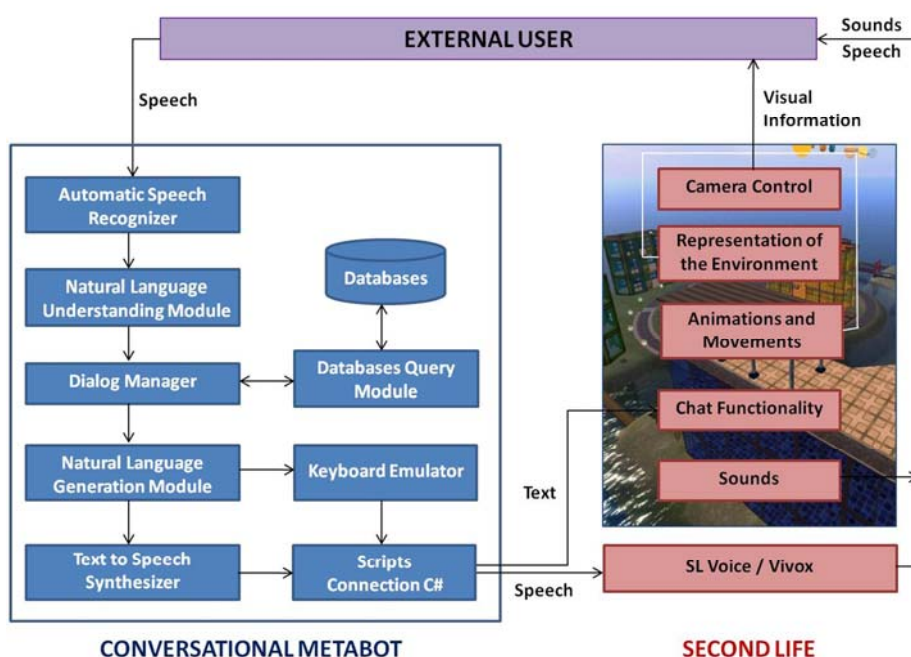 EXTERNAL USER
Sounds
Speech
Speech
Visual
Information
Automatic Speech
Recognizer
Natural Language
Understanding Module
Databases
Dialog Manager
Databases Query
Module
Natural Language
Generation Module
Keyboard Emulator
Text to Speech
Synthesizer
Scripts
Connection C#
Text
Speech
Camera Control
Representation of
the Environment
Animations and
Movements
Chat Functionality
Sounds
SL Voice / Vivox
CONVERSATIONAL METABOT
SECOND LIFE